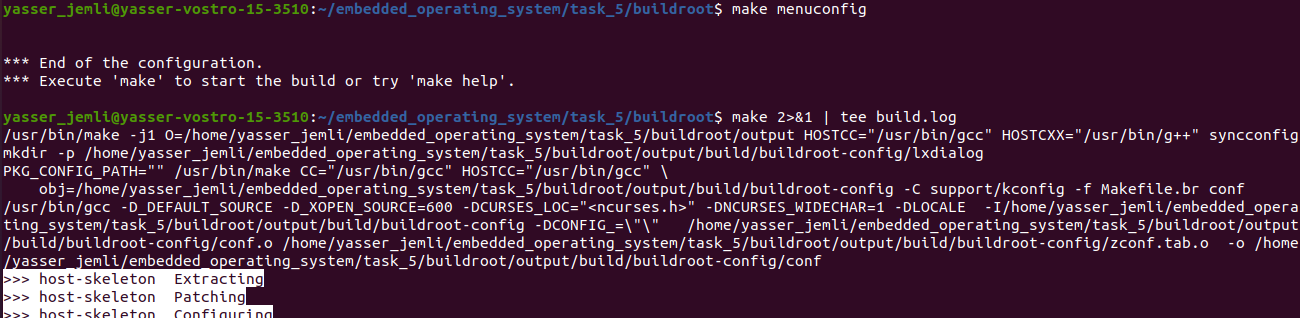 yasser_jemli@yasser-vostro-15-3510:~/embedded_operating_system/task_5/buildroot$ make menuconfig
*** End of the configuration.
*** Execute 'make' to start the build or try 'make help'.
yasser_jemli@yasser-vostro-15-3510:~/embedded_operating_system/task_5/buildroot$ make 2>&1 | tee build.log
/usr/bin/make -j1 O=/home/yasser_jemli/embedded_operating_system/task_5/buildroot/output HOSTCC="/usr/bin/gcc" HOSTCXX="/usr/bin/g++" syncconfig
mkdir -p /home/yasser_jemli/embedded_operating_system/task_5/buildroot/output/build/buildroot-config/lxdialog
PKG_CONFIG_PATH="" /usr/bin/make CC="/usr/bin/gcc" HOSTCC="/usr/bin/gcc" \
    obj=/home/yasser_jemli/embedded_operating_system/task_5/buildroot/output/build/buildroot-config -C support/kconfig -f Makefile.br conf
/usr/bin/gcc -D_DEFAULT_SOURCE -D_XOPEN_SOURCE=600 -DCURSES_LOC="<ncurses.h>" -DNCURSES_WIDECHAR=1 -DLOCALE  -I/home/yasser_jemli/embedded_opera
ting_system/task_5/buildroot/output/build/buildroot-config -DCONFIG_=\"\"   /home/yasser_jemli/embedded_operating_system/task_5/buildroot/output
/build/buildroot-config/conf.o /home/yasser_jemli/embedded_operating_system/task_5/buildroot/output/build/buildroot-config/zconf.tab.o  -o /home
/yasser_jemli/embedded_operating_system/task_5/buildroot/output/build/buildroot-config/conf
>>> host-skeleton  Extracting
>>> host-skeleton  Patching
>>> host-skeleton  Configuring